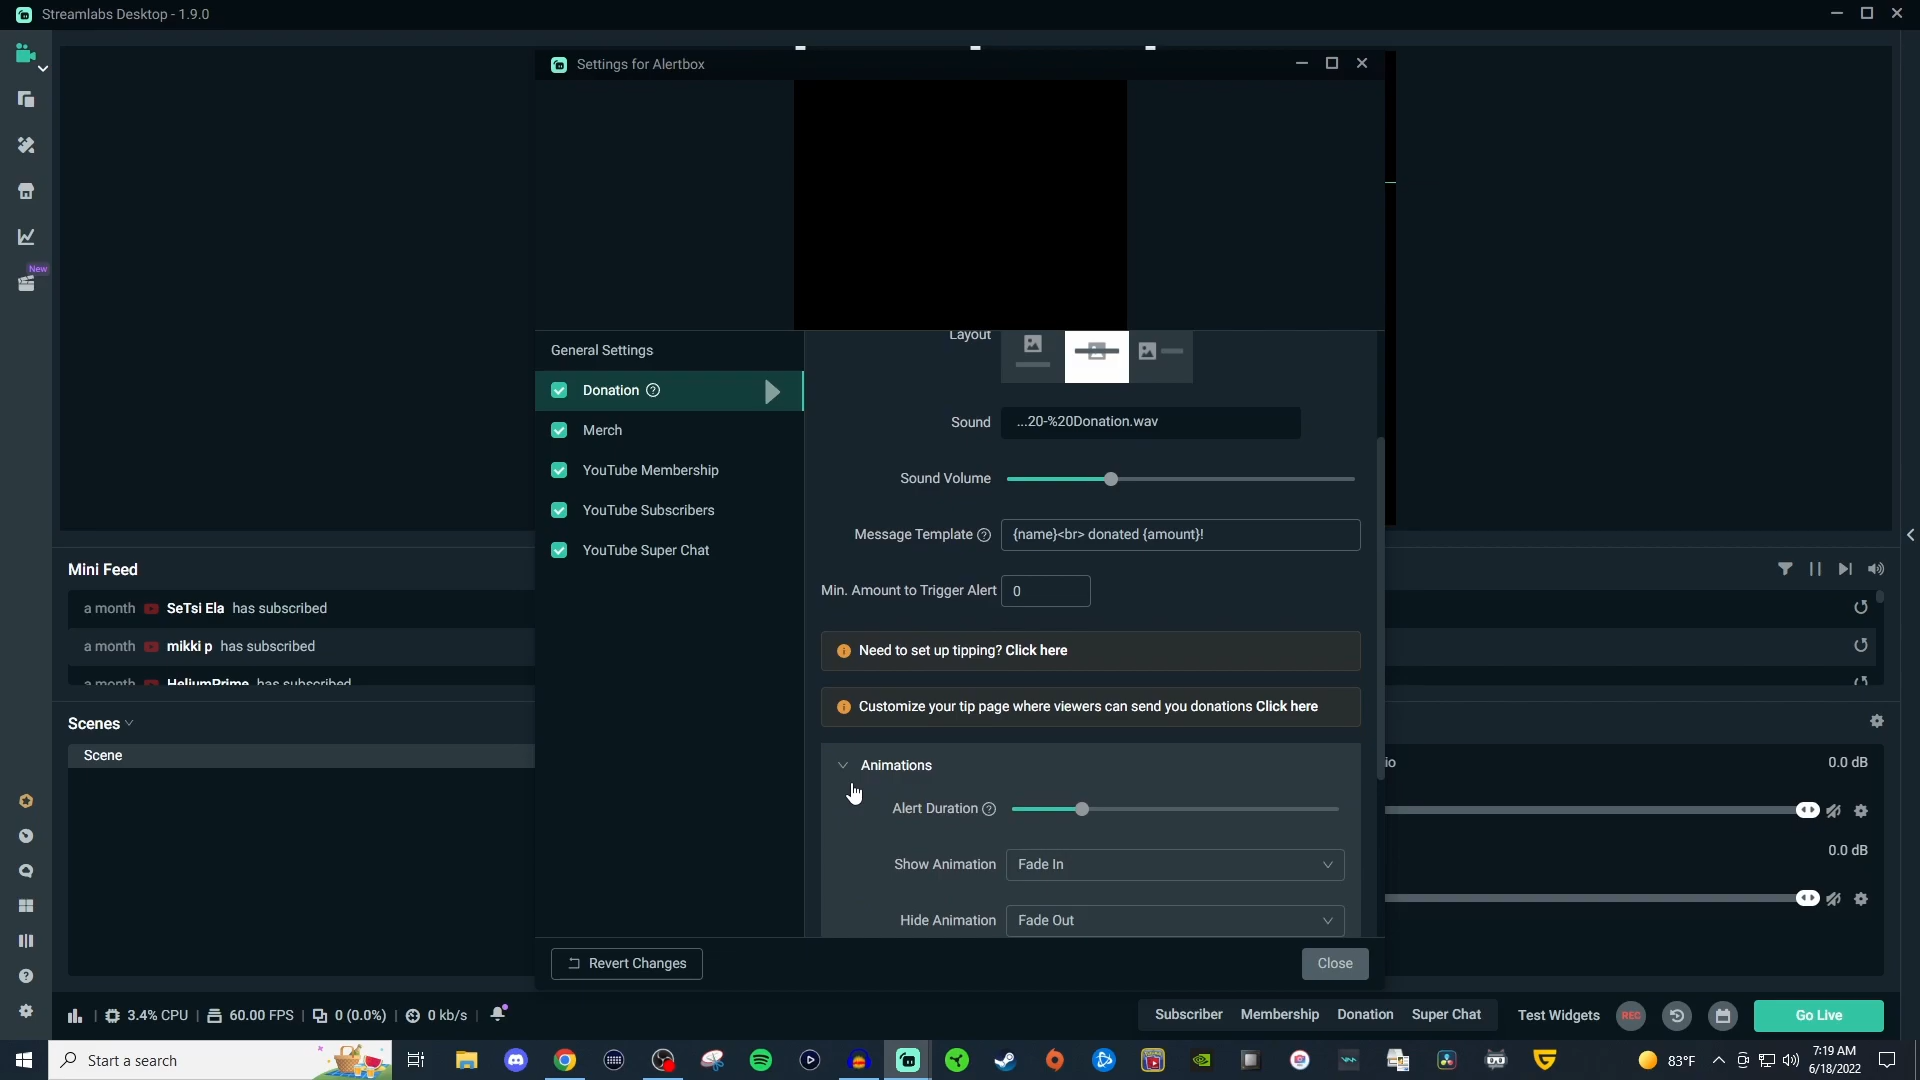 Streamlabs Desktop - 1.9.0
Settings for Alertbox
New
General Settings
Donation
Merch
YouTube Membership
YouTube Subscribers
YouTube Super Chat
Layout
Sound
...20-%20Donation.wav
Sound Volume
Message Template
{name}<br> donated {amount}!
Min. Amount to Trigger Alert
0
Need to set up tipping? Click here
Customize your tip page where viewers can send you donations Click here
Animations
Alert Duration
Show Animation
Fade In
Hide Animation
Fade Out
Revert Changes
Close
Mini Feed
a month SeTsi Ela has subscribed
a month mikki p has subscribed
a month HeliumPrime has subscribed
Scenes
Scene
io
0.0 dB
0.0 dB
3.4% CPU
60.00 FPS
0 (0.0%)
0 kb/s
Subscriber
Membership
Donation
Super Chat
Test Widgets
REC
Go Live
Start a search
83°F
7:19 AM
6/18/2022